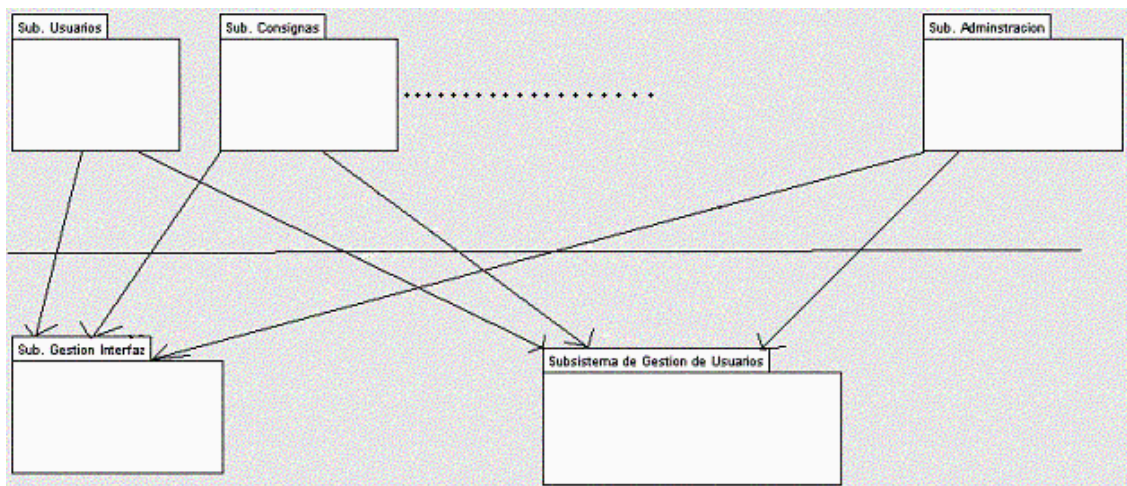 Sub. Usuarios
Sub. Consignas
Sub. Adminstracion
Sub. Gestion Interfaz
Subsistema de Gestion de Usuarios